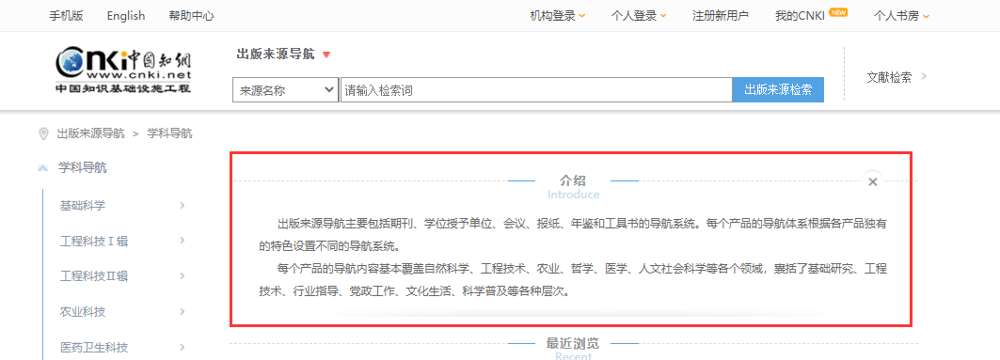 手机版 English 帮助中心 机构登录 个人登录 注册新用户 我的CNKI NEW 个人书房
Cnki中国知网
www.cnki.net
中国知识基础设施工程
出版来源导航
来源名称 请输入检索词 出版来源检索 文献检索
出版来源导航 > 学科导航
学科导航
基础科学
工程科技Ⅰ辑
工程科技Ⅱ辑
农业科技
医药卫生科技
介绍
Introduce
出版来源导航主要包括期刊、学位授予单位、会议、报纸、年鉴和工具书的导航系统。每个产品的导航体系根据各产品独有
的特色设置不同的导航系统。
每个产品的导航内容基本覆盖自然科学、工程技术、农业、哲学、医学、人文社会科学等各个领域，囊括了基础研究、工程
技术、行业指导、党政工作、文化生活、科学普及等各种层次。
最近浏览
Recent